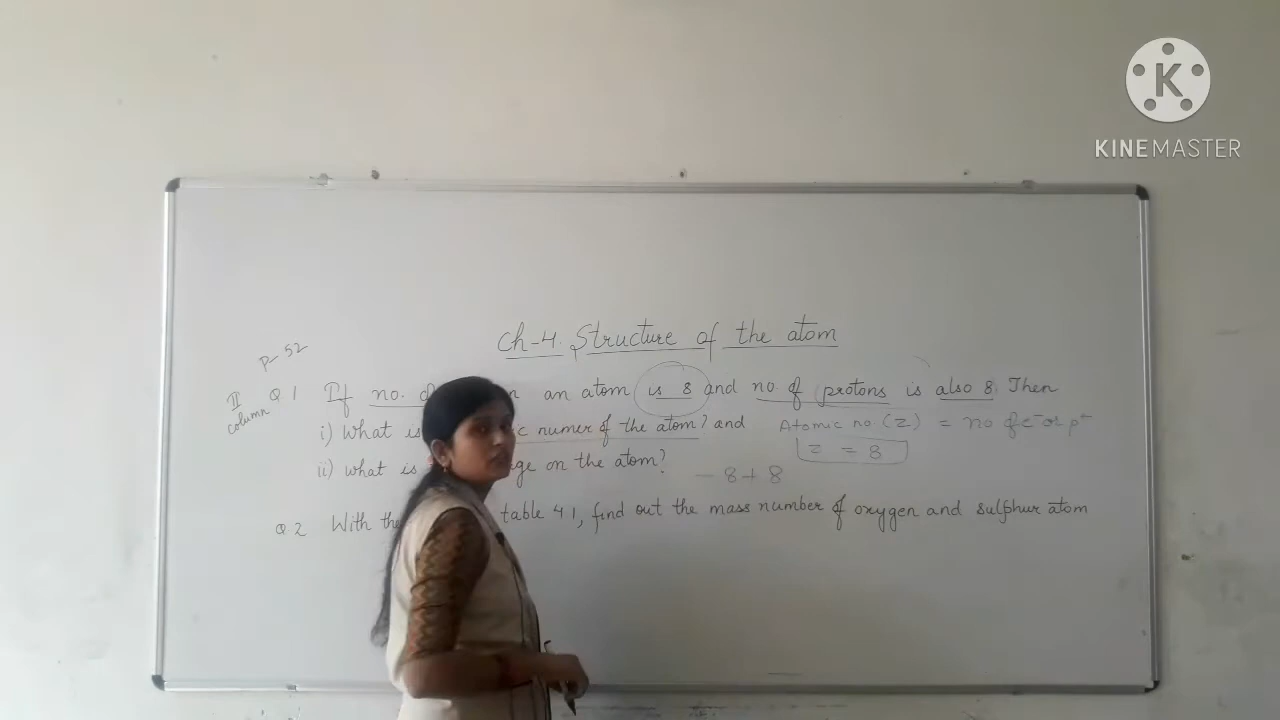 K
KINEMASTER
Ch-4. Structure of the atom
P-52
II column Q 1 If no. an atom is 8 and no. of protons is also 8. Then
i) What is numer of the atom? and Atomic no. (Z) = no of e⁻ or p⁺
z = 8
ii) what is on the atom? - 8 + 8
Q 2 With the table 4 1, find out the mass number of oxygen and sulphur atom